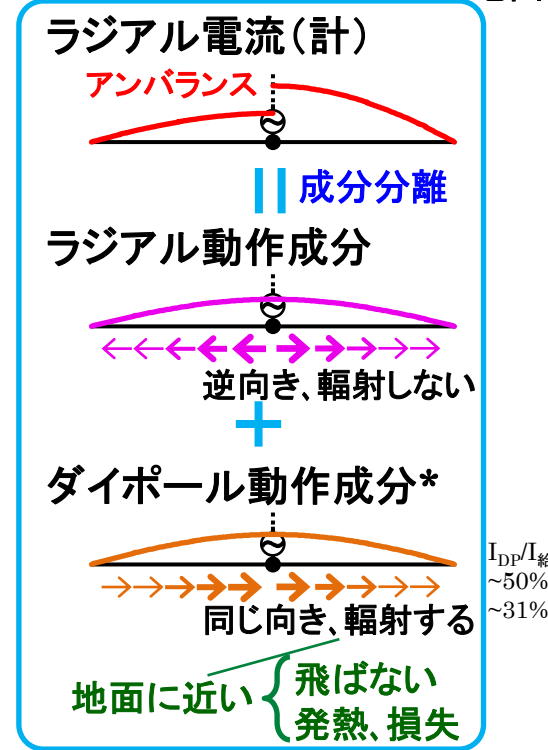 ラジアル電流(計)
アンバランス
成分分離
ラジアル動作成分
逆向き、輻射しない
+
ダイポール動作成分*
I_DP/I給
~50%
同じ向き、輻射する
~31%
地面に近い { 飛ばない
発熱、損失